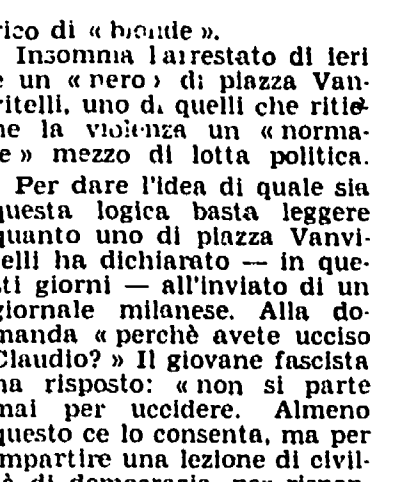 rico di « bionde ».
Insomma l'arrestato di ieri
è un « nero » di piazza Van-
vitelli, uno di quelli che ritie-
ne la violenza un « norma-
le » mezzo di lotta politica.
Per dare l'idea di quale sia
questa logica basta leggere
quanto uno di piazza Vanvi-
telli ha dichiarato — in que-
sti giorni — all'inviato di un
giornale milanese. Alla do-
manda « perchè avete ucciso
Claudio? » Il giovane fascista
ha risposto: « non si parte
mai per uccidere. Almeno
questo ce lo consenta, ma per
impartire una lezione di civil-
di democrazia, per